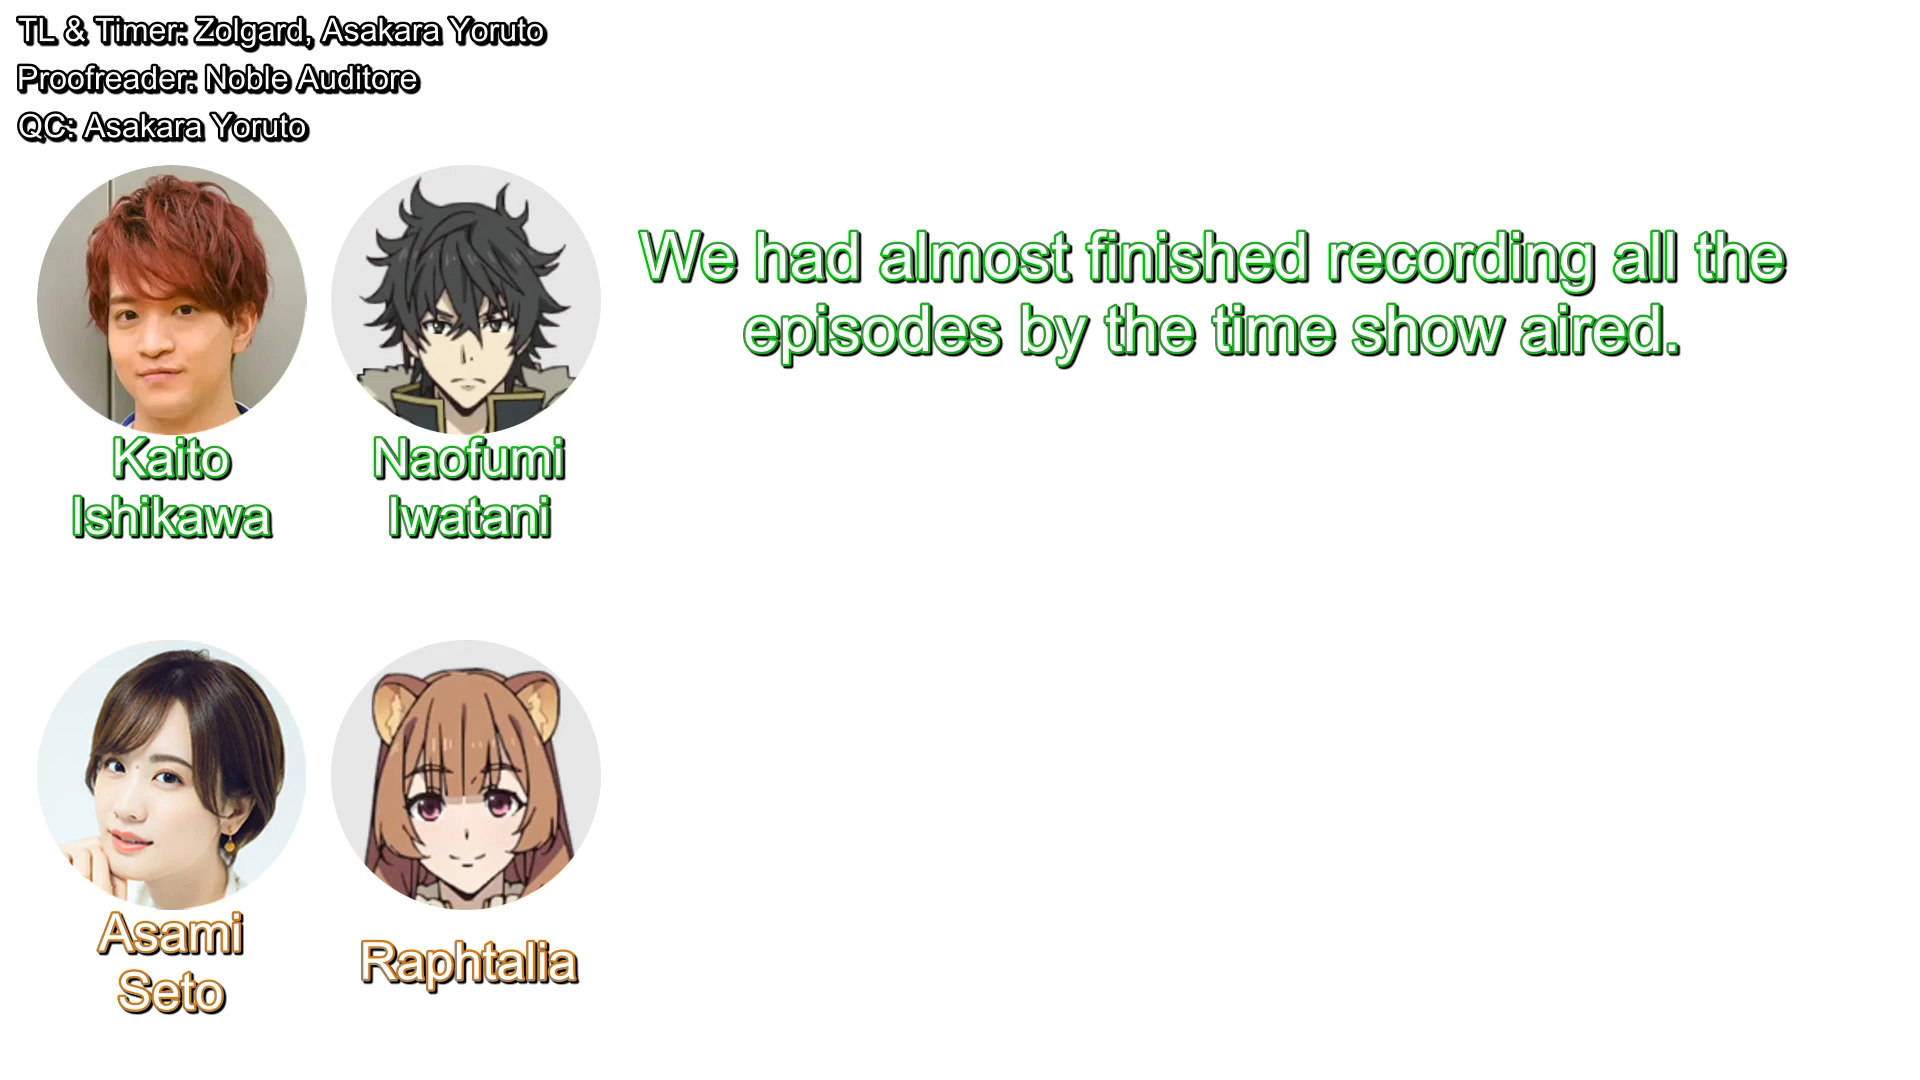 TL & Timer: Zolgard, Asakara Yoruto
Proofreader: Noble Auditore
QC: Asakara Yoruto
We had almost finished recording all the
episodes by the time show aired.
Kaito
Ishikawa
Naofumi
Iwatani
Asami
Seto
Raphtalia